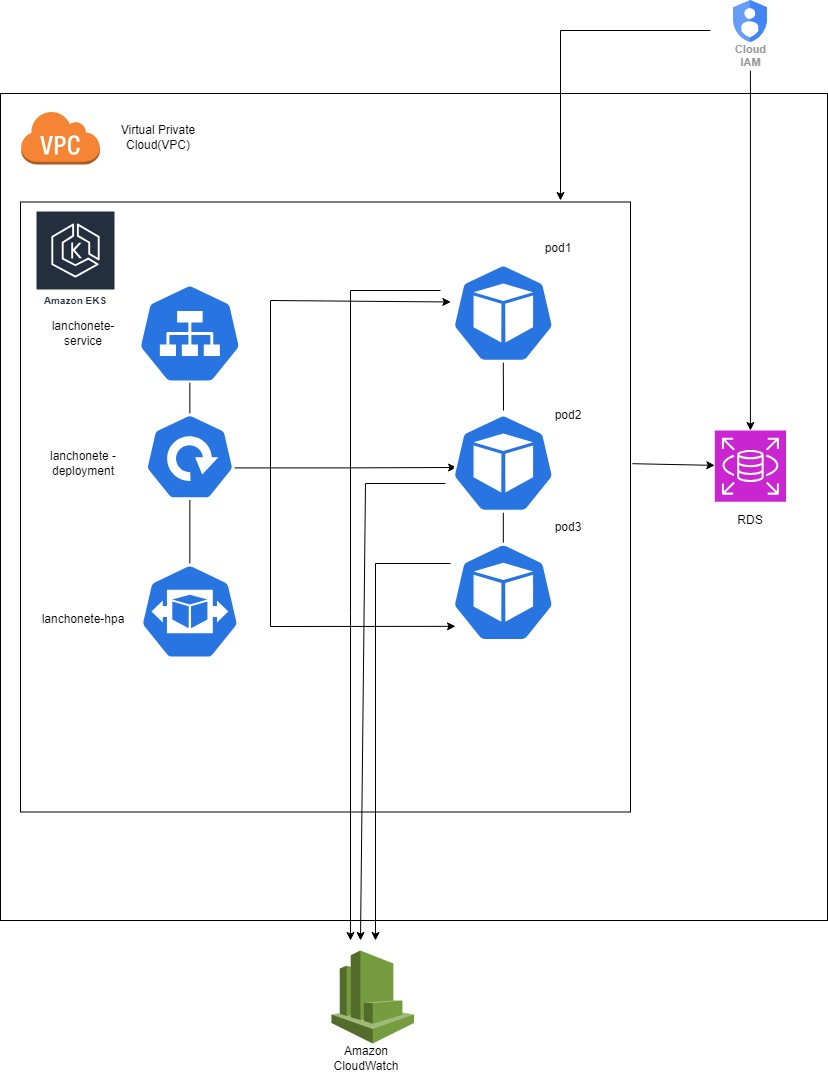 Cloud
IAM
VPC
Virtual Private
Cloud(VPC)
K
Amazon EKS
pod1
lanchonete-
service
pod2
lanchonete -
deployment
pod3
RDS
lanchonete-hpa
Amazon
CloudWatch